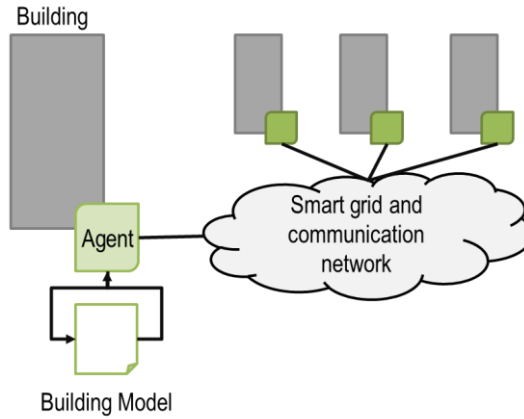 Building
Smart grid and
communication
network
Agent
Building Model